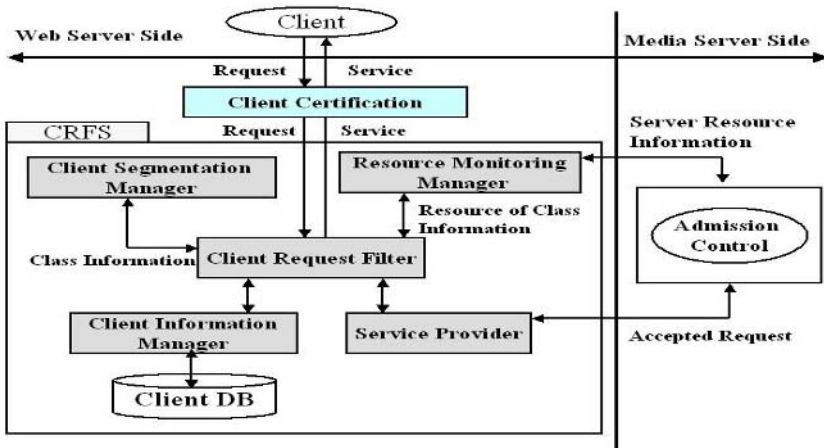 Client
Web Server Side
Media Server Side
Request
Service
Client Certification
Request
Service
CRFS
Server Resource
Information
Client Segmentation
Manager
Resource Monitoring
Manager
Resource of Class
Information
Admission
Control
Class Information
Client Request Filter
Client Information
Manager
Service Provider
Accepted Request
Client DB